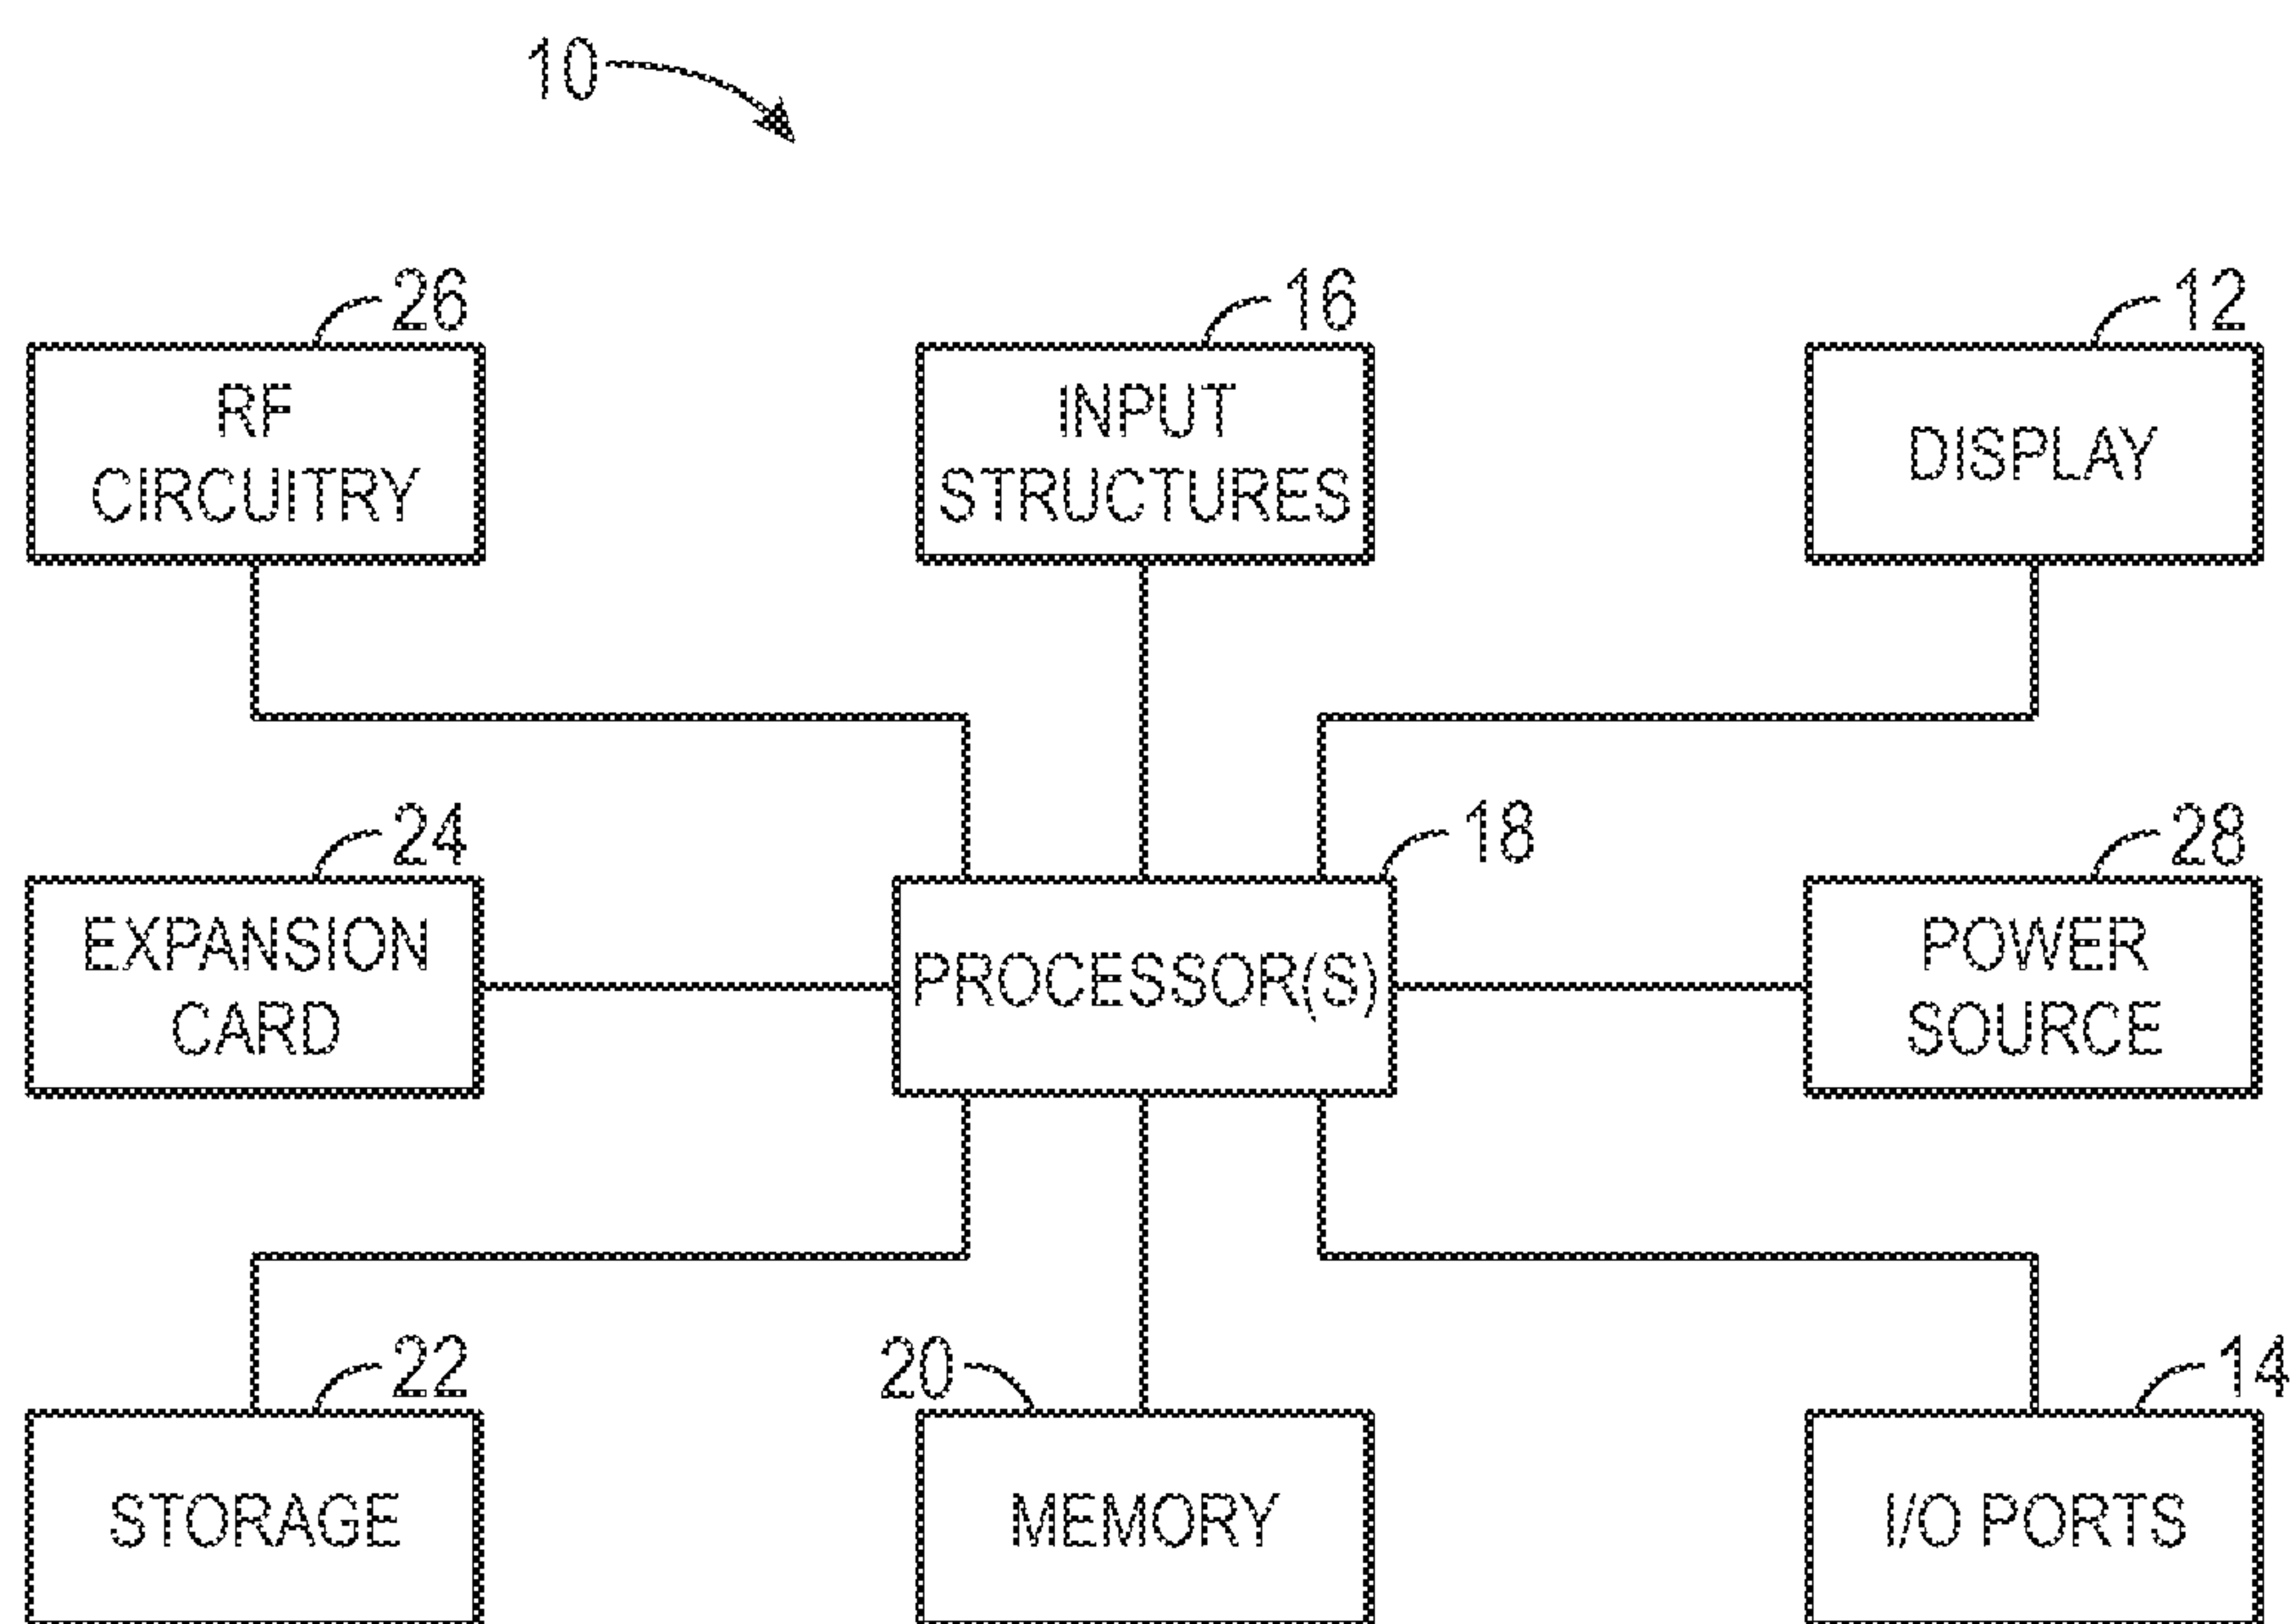 10
26
16
12
RF
CIRCUITRY
INPUT
STRUCTURES
DISPLAY
24
18
28
EXPANSION
CARD
PROCESSOR(S)
POWER
SOURCE
22
20
14
STORAGE
MEMORY
I/O PORTS